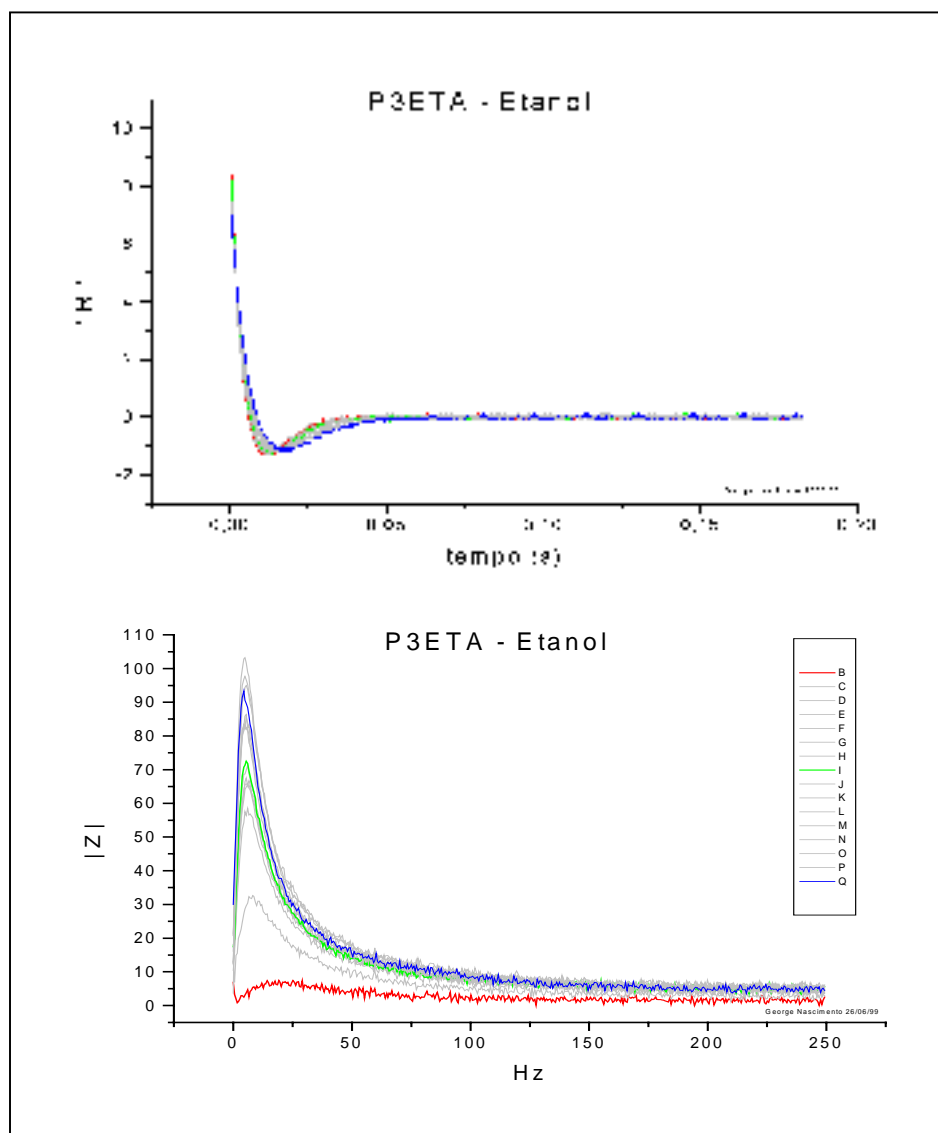 P3ETA - Etanol
10
0
-2
"R"
0,05
0,15
tempo (s)
P3ETA - Etanol
110
100
90
80
70
60
50
40
30
20
10
0
|Z|
0 50 100 150 200 250
Hz
B
C
D
E
F
G
H
I
J
K
L
M
N
O
P
Q
George Nascimento 26/06/99